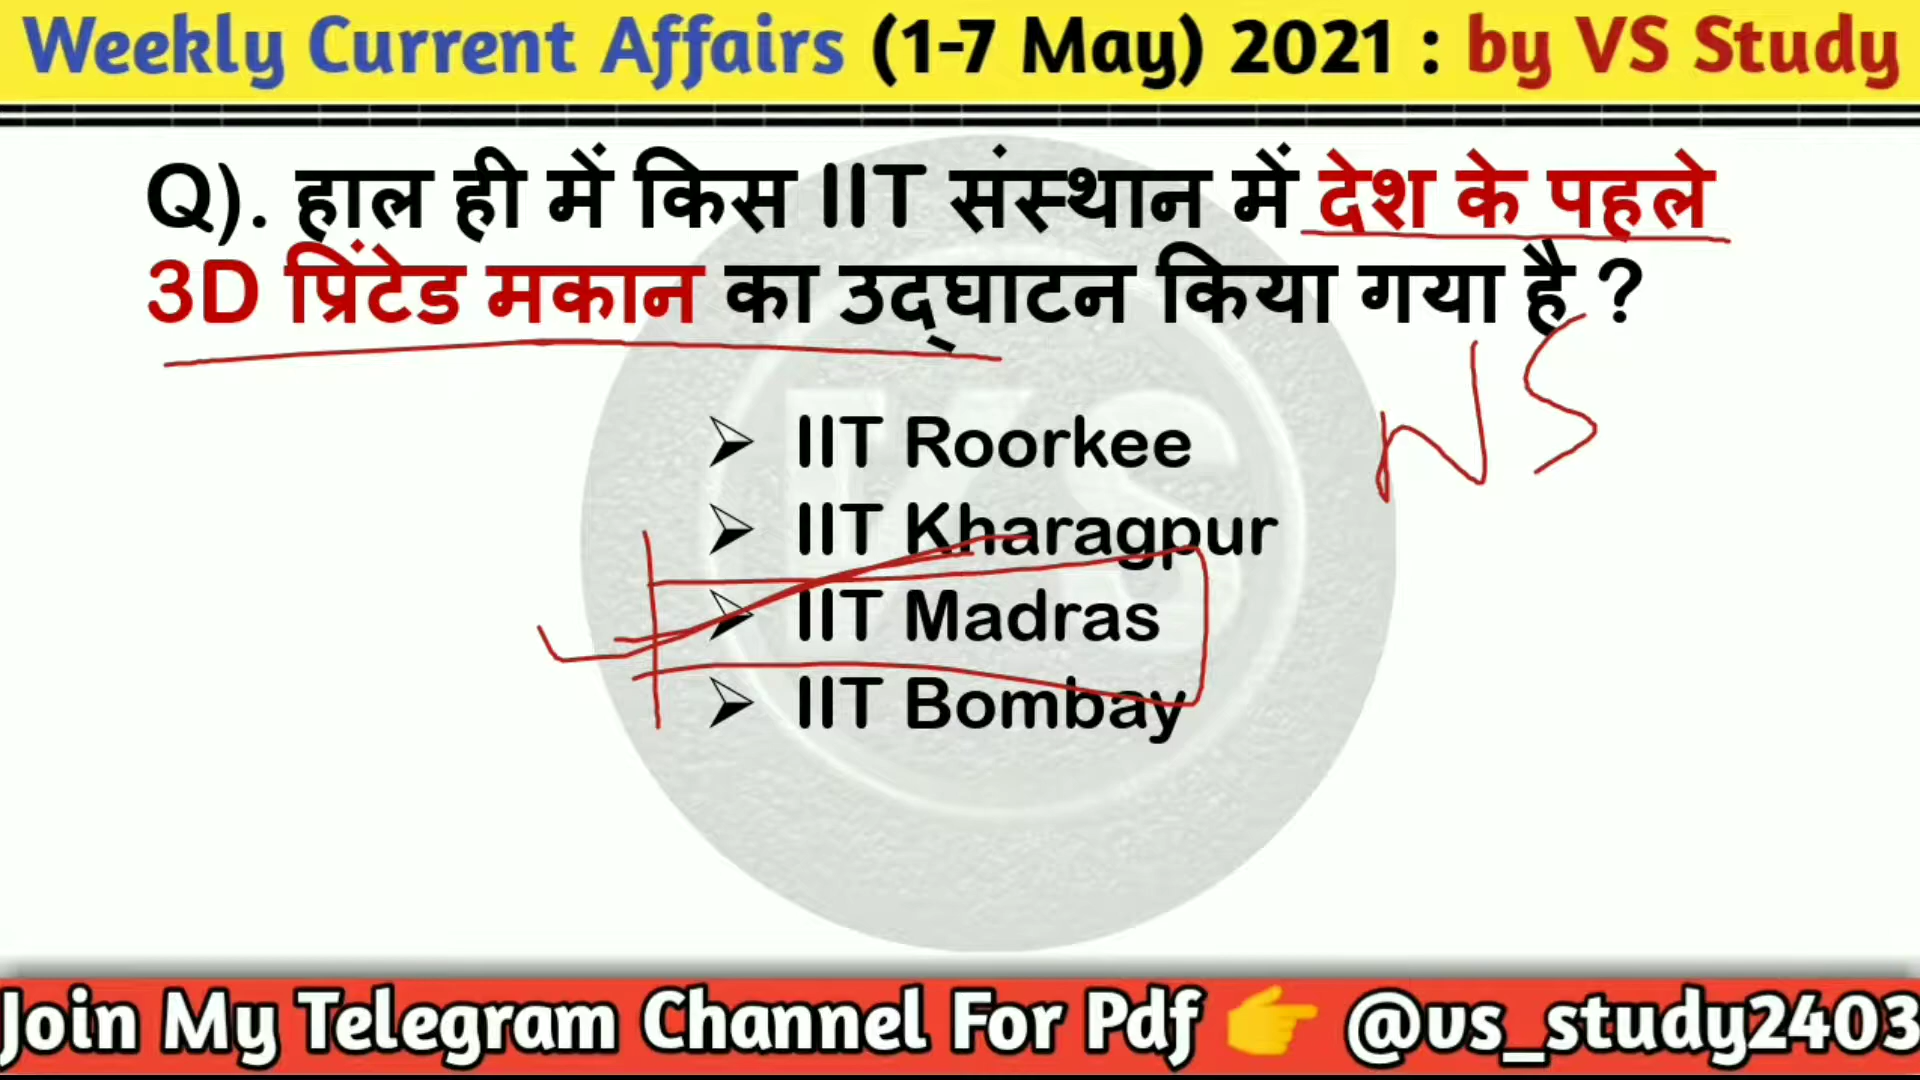 Weekly Current Affairs (1-7 May) 2021 : by VS Study
Q). हाल ही में किस IIT संस्थान में देश के पहले
3D प्रिंटेड मकान का उद्घाटन किया गया है ?
NS
➢ IIT Roorkee
➢ IIT Kharagpur
➢ IIT Madras
➢ IIT Bombay
Join My Telegram Channel For Pdf 👉 @vs_study2403